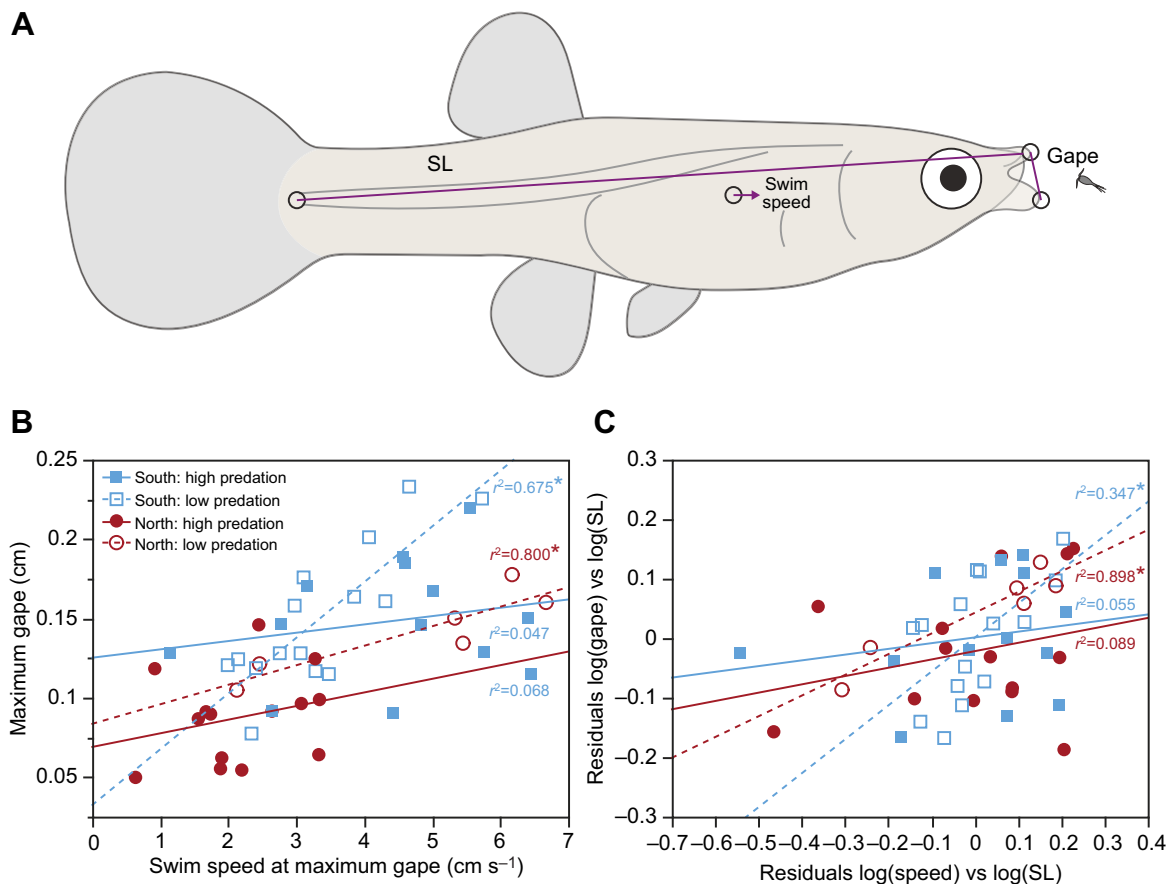 A
SL
Swim
speed
Gape
B
Maximum gape (cm)
0.25
0.2
0.15
0.1
0.05
South: high predation
South: low predation
North: high predation
North: low predation
r²=0.675*
r²=0.800*
r²=0.047
r²=0.068
0 1 2 3 4 5 6 7
Swim speed at maximum gape (cm s⁻¹)
C
Residuals log(gape) vs log(SL)
0.3
0.2
0.1
0
–0.1
–0.2
–0.3
r²=0.347*
r²=0.898*
r²=0.055
r²=0.089
–0.7 –0.6 –0.5 –0.4 –0.3 –0.2 –0.1 0 0.1 0.2 0.3 0.4
Residuals log(speed) vs log(SL)